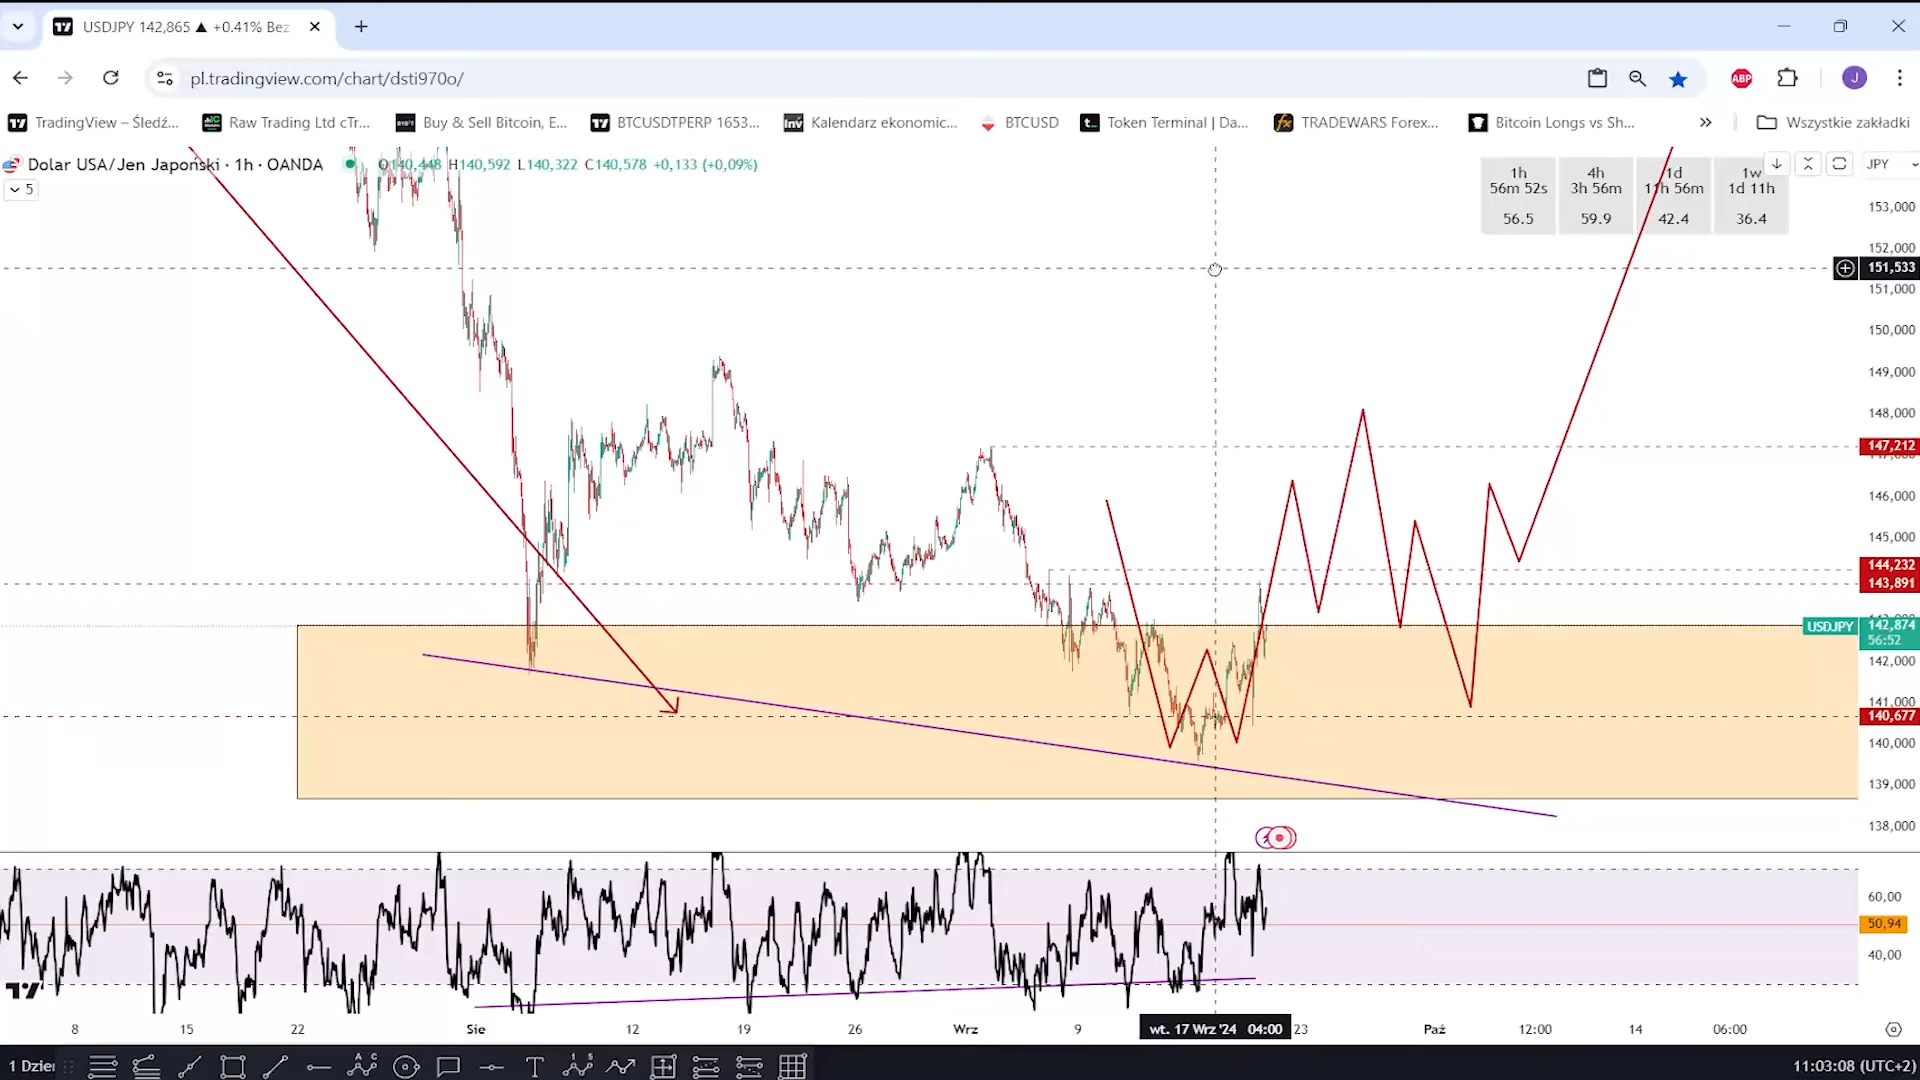 USDJPY 142,865 ▲ +0.41% Bez
pl.tradingview.com/chart/dsti970o/
ABP
J
TradingView – Śledź...
Raw Trading Ltd cTr...
Buy & Sell Bitcoin, E...
BTCUSDTPERP 1653...
Kalendarz ekonomic...
BTCUSD
Token Terminal | Da...
TRADEWARS Forex...
Bitcoin Longs vs Sh...
» Wszystkie zakładki
Dolar USA/Jen Japoński · 1h · OANDA O140,448 H140,592 L140,322 C140,578 +0,133 (+0,09%)
5
1h 4h 1d 1w
56m 52s 3h 56m 11h 56m 1d 11h
56.5 59.9 42.4 36.4
JPY
153,000
152,000
151,533
151,000
150,000
149,000
148,000
147,212
146,000
145,000
144,232
143,891
USDJPY 142,874
56:52
142,000
141,000
140,677
140,000
139,000
138,000
60,00
50,94
40,00
8 15 22 Sie 12 19 26 Wrz 9 wt. 17 Wrz '24 04:00 23 Paź 12:00 14 06:00
1 Dzień
11:03:08 (UTC+2)